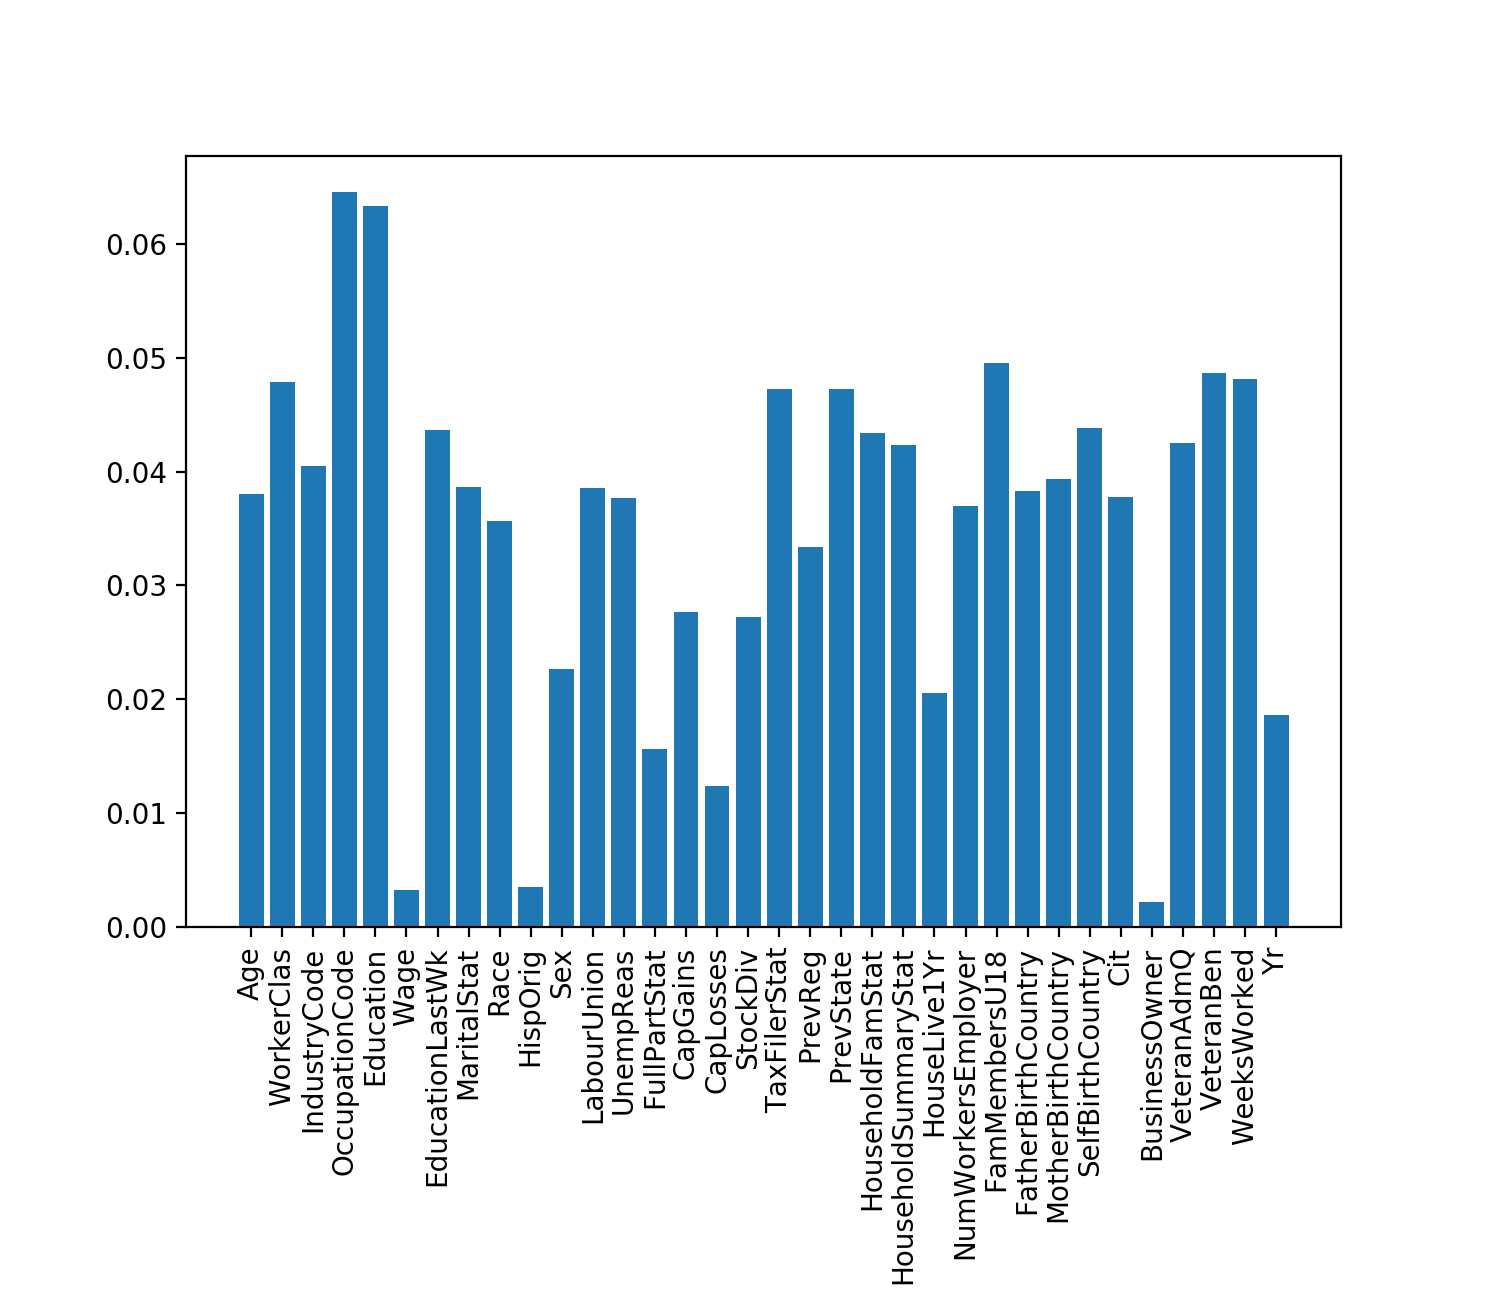 0.06
0.05
0.04
0.03
0.02
0.01
0.00
Age
WorkerClas
IndustryCode
OccupationCode
Education
Wage
EducationLastWk
MaritalStat
Race
HispOrig
Sex
LabourUnion
UnempReas
FullPartStat
CapGains
CapLosses
StockDiv
TaxFilerStat
PrevReg
PrevState
HouseholdFamStat
HouseholdSummaryStat
HouseLive1Yr
NumWorkersEmployer
FamMembersU18
FatherBirthCountry
MotherBirthCountry
SelfBirthCountry
Cit
BusinessOwner
VeteranAdmQ
VeteranBen
WeeksWorked
Yr